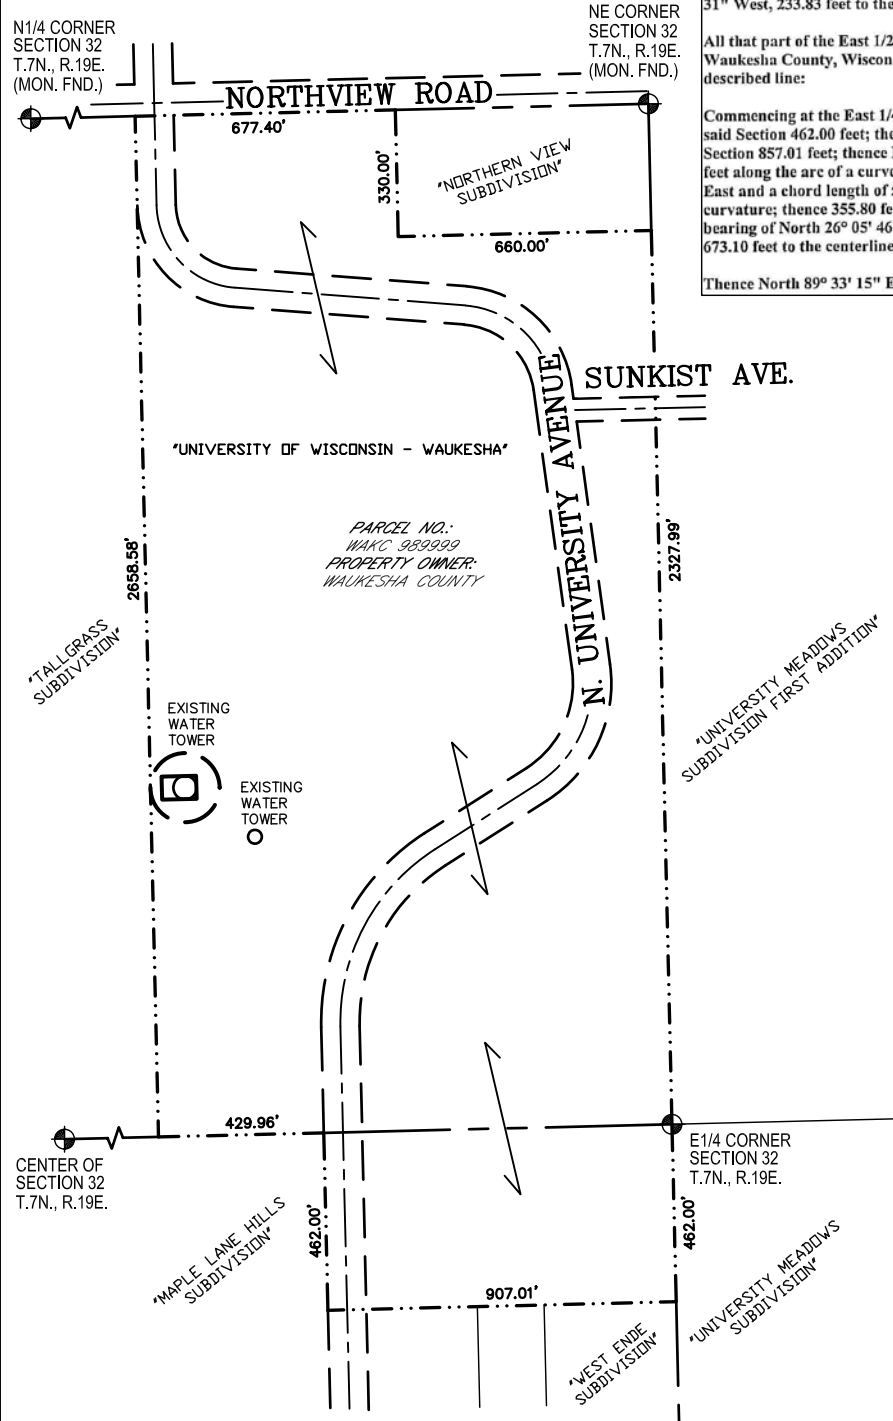 N1/4 CORNER
SECTION 32
T.7N., R.19E.
(MON. FND.)
NE CORNER
SECTION 32
T.7N., R.19E.
(MON. FND.)
31" West, 233.83 feet to the
All that part of the East 1/2
Waukesha County, Wiscon
described line:
Commencing at the East 1/4
said Section 462.00 feet; the
Section 857.01 feet; thence
feet along the arc of a curve
East and a chord length of
curvature; thence 355.80 fe
bearing of North 26° 05' 46
673.10 feet to the centerline
Thence North 89° 33' 15" E
NORTHVIEW ROAD
677.40'
330.00'
"NORTHERN VIEW
SUBDIVISION"
660.00'
SUNKIST AVE.
N. UNIVERSITY AVENUE
"UNIVERSITY OF WISCONSIN - WAUKESHA"
PARCEL NO.:
WAKC 989999
PROPERTY OWNER:
WAUKESHA COUNTY
2658.58'
2327.99'
"TALLGRASS
SUBDIVISION"
"UNIVERSITY MEADOWS
SUBDIVISION FIRST ADDITION"
EXISTING
WATER
TOWER
EXISTING
WATER
TOWER
429.96'
CENTER OF
SECTION 32
T.7N., R.19E.
E1/4 CORNER
SECTION 32
T.7N., R.19E.
462.00'
462.00'
"MAPLE LANE HILLS
SUBDIVISION"
907.01'
"WEST ENDE
SUBDIVISION"
"UNIVERSITY MEADOWS
SUBDIVISION"